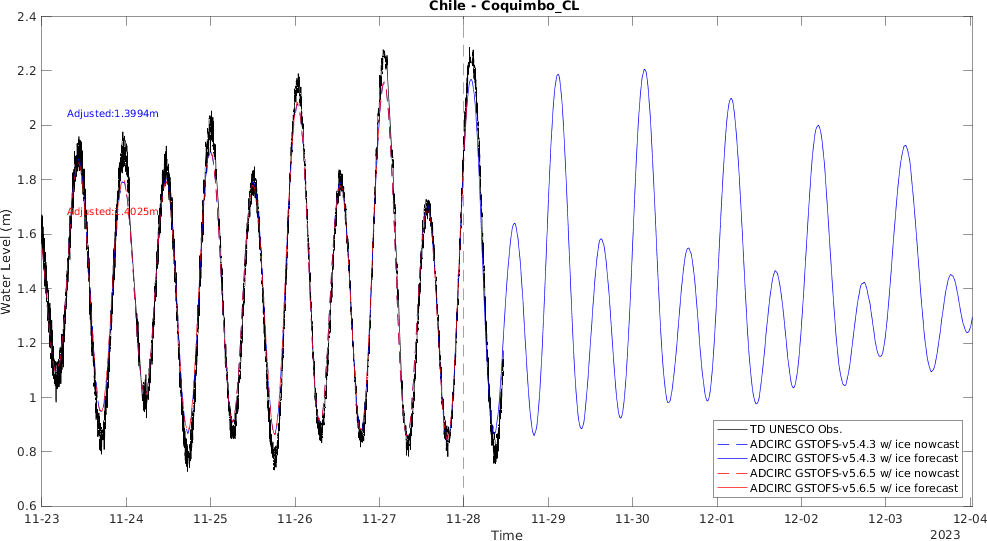 Chile - Coquimbo_CL
2.4
2.2
2
1.8
1.6
1.4
1.2
1
0.8
0.6
Water Level (m)
Adjusted:1.3994m
Adjusted:1.4025m
TD UNESCO Obs.
ADCIRC GSTOFS-v5.4.3 w/ ice nowcast
ADCIRC GSTOFS-v5.4.3 w/ ice forecast
ADCIRC GSTOFS-v5.6.5 w/ ice nowcast
ADCIRC GSTOFS-v5.6.5 w/ ice forecast
11-23 11-24 11-25 11-26 11-27 11-28 11-29 11-30 12-01 12-02 12-03 12-04
Time
2023